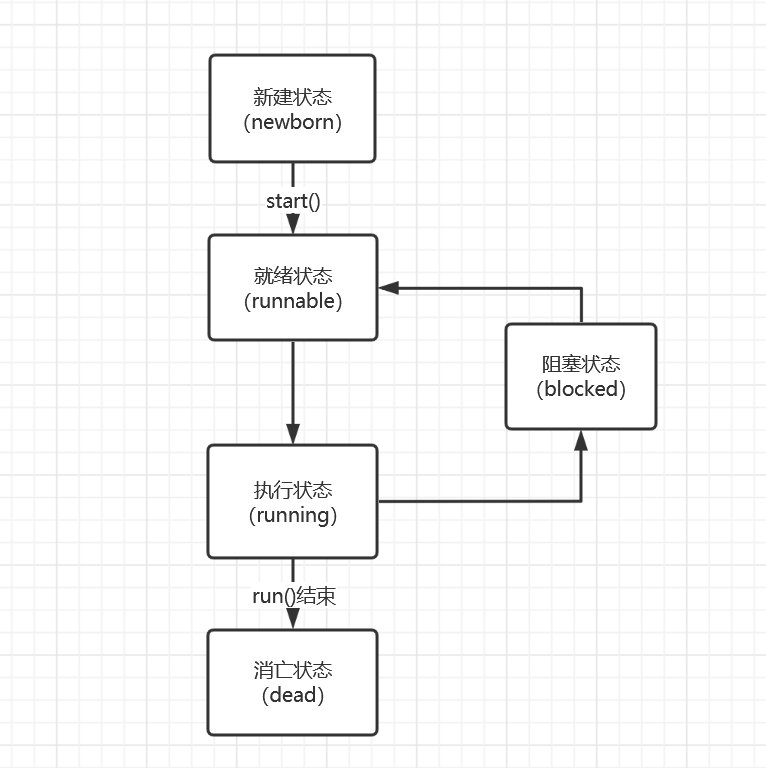 新建状态
（newborn）
start()
就绪状态
（runnable）
阻塞状态
（blocked）
执行状态
（running）
run()结束
消亡状态
（dead）